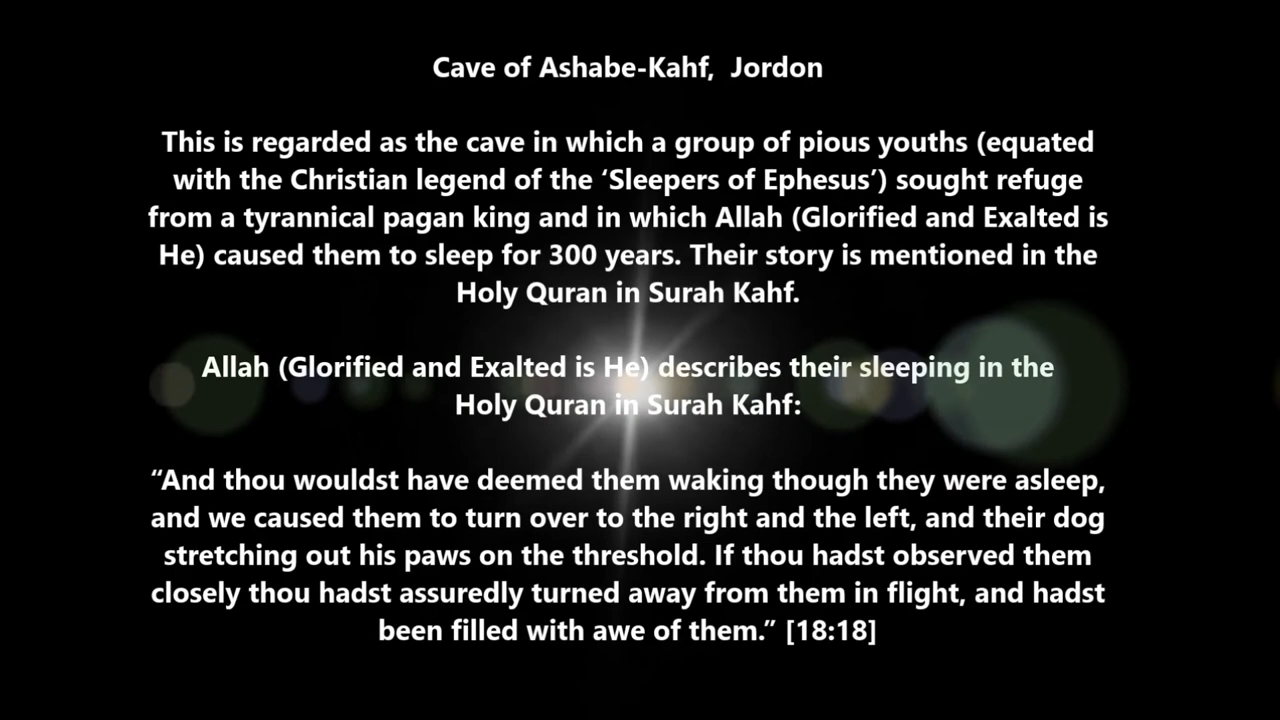 Cave of Ashabe-Kahf,  Jordon
This is regarded as the cave in which a group of pious youths (equated
with the Christian legend of the ‘Sleepers of Ephesus’) sought refuge
from a tyrannical pagan king and in which Allah (Glorified and Exalted is
He) caused them to sleep for 300 years. Their story is mentioned in the
Holy Quran in Surah Kahf.
Allah (Glorified and Exalted is He) describes their sleeping in the
Holy Quran in Surah Kahf:
“And thou wouldst have deemed them waking though they were asleep,
and we caused them to turn over to the right and the left, and their dog
stretching out his paws on the threshold. If thou hadst observed them
closely thou hadst assuredly turned away from them in flight, and hadst
been filled with awe of them.” [18:18]